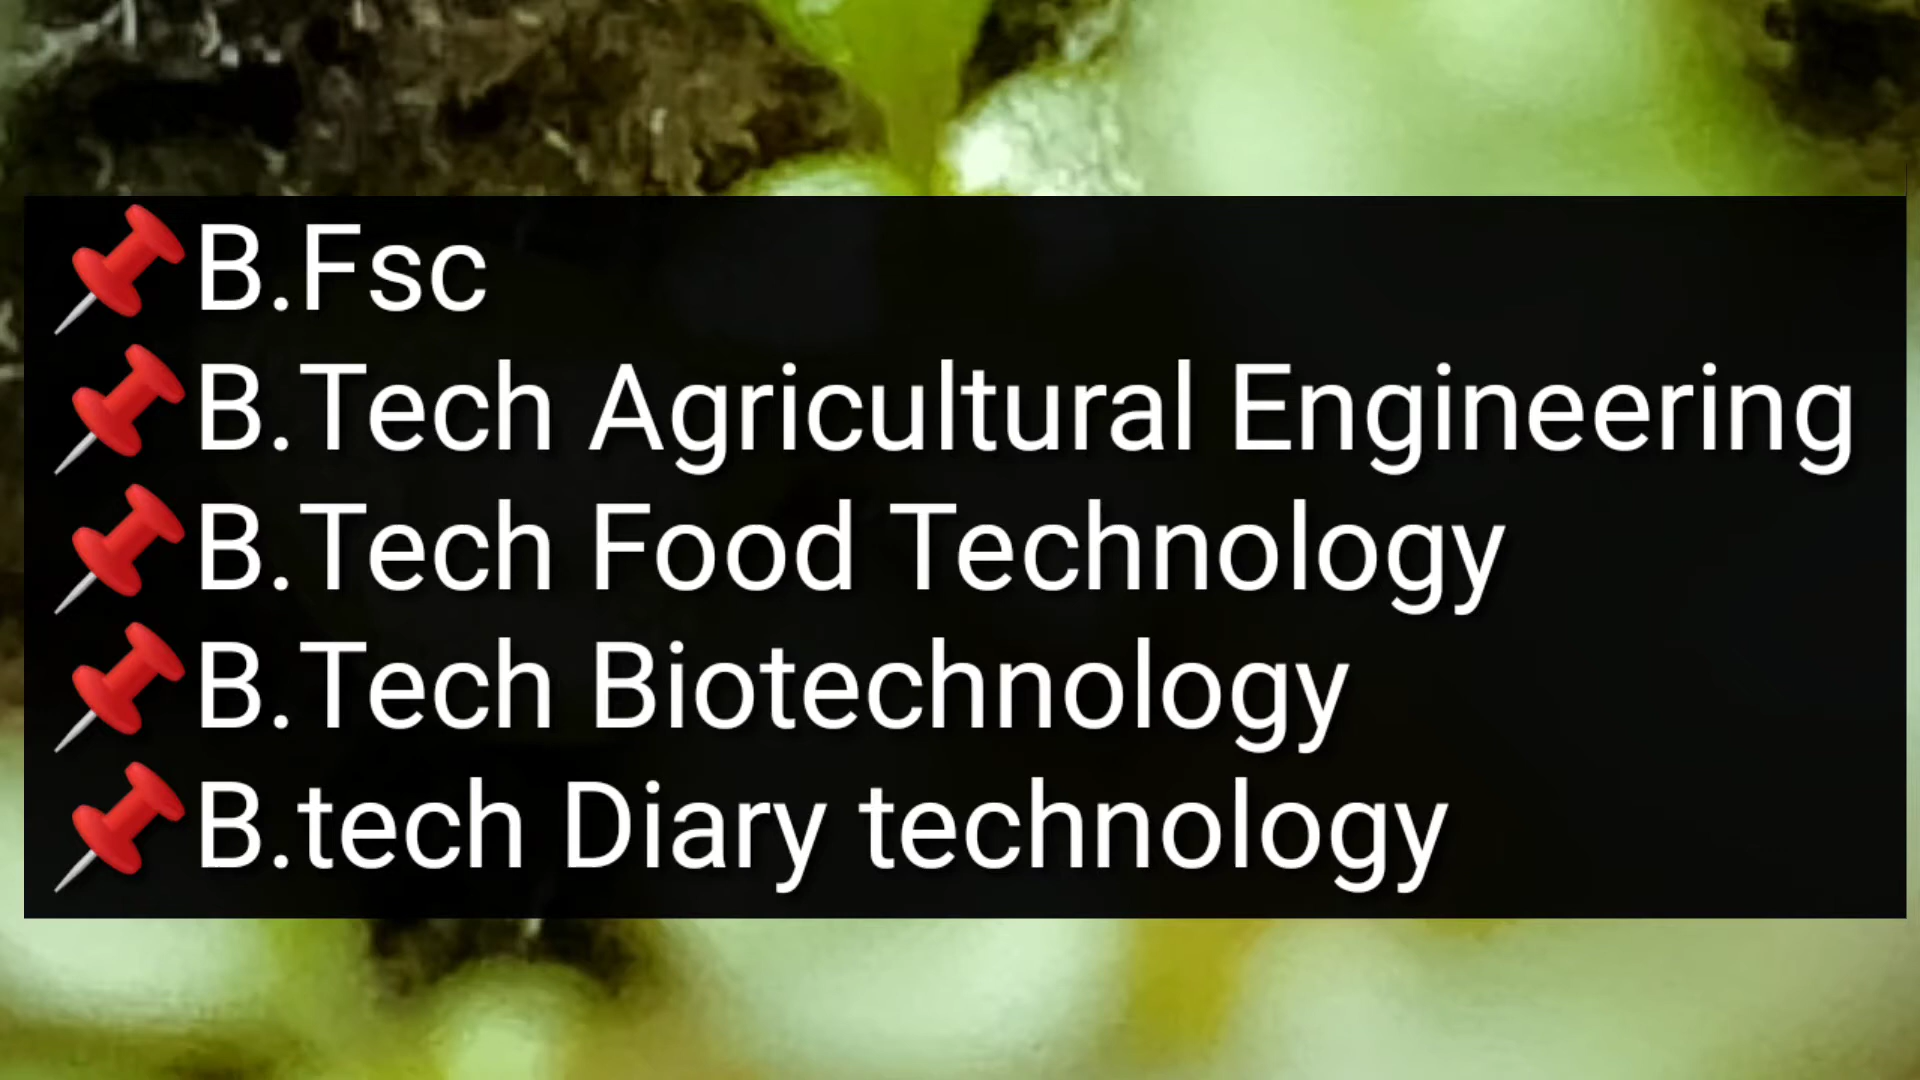 📌B.Fsc
📌B.Tech Agricultural Engineering
📌B.Tech Food Technology
📌B.Tech Biotechnology
📌B.tech Diary technology